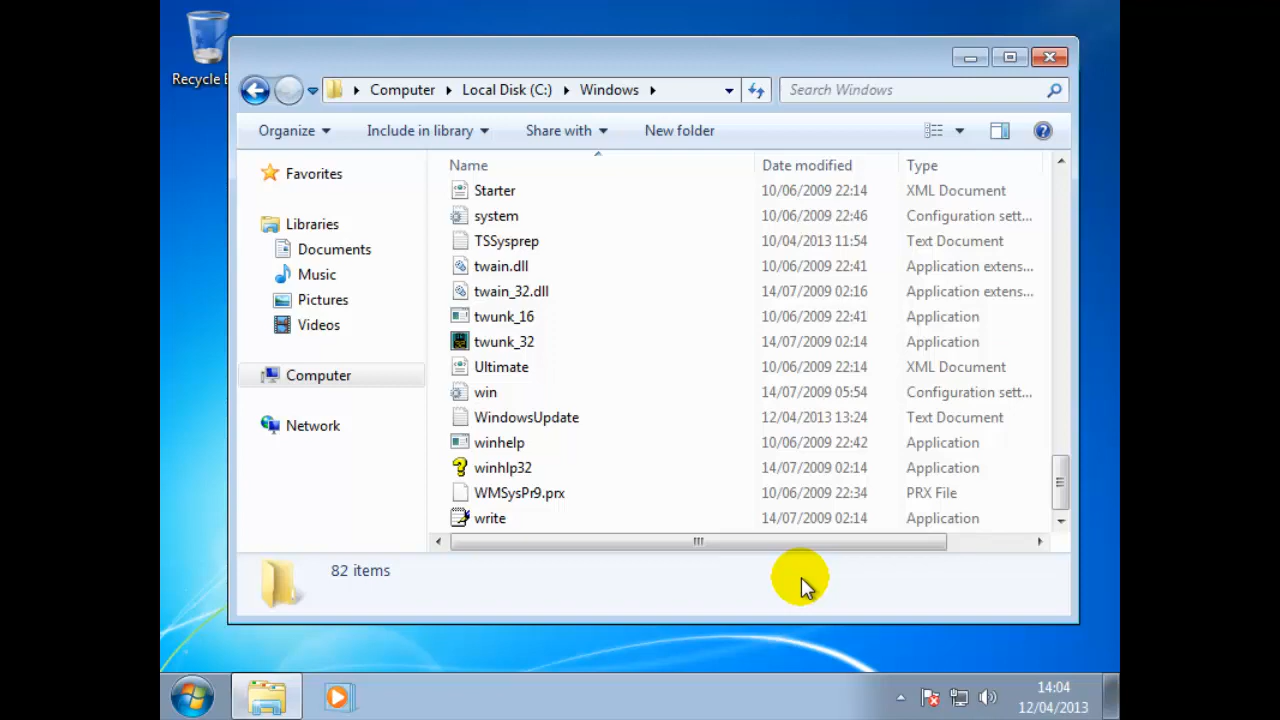 Recycle B
Computer Local Disk (C:) Windows
Search Windows
Organize Include in library Share with New folder
Name Date modified Type
Favorites
Libraries
Documents
Music
Pictures
Videos
Computer
Network
Starter 10/06/2009 22:14 XML Document
system 10/06/2009 22:46 Configuration sett...
TSSysprep 10/04/2013 11:54 Text Document
twain.dll 10/06/2009 22:41 Application extens...
twain_32.dll 14/07/2009 02:16 Application extens...
twunk_16 10/06/2009 22:41 Application
twunk_32 14/07/2009 02:14 Application
Ultimate 10/06/2009 22:14 XML Document
win 14/07/2009 05:54 Configuration sett...
WindowsUpdate 12/04/2013 13:24 Text Document
winhelp 10/06/2009 22:42 Application
winhlp32 14/07/2009 02:14 Application
WMSysPr9.prx 10/06/2009 22:34 PRX File
write 14/07/2009 02:14 Application
82 items
14:04
12/04/2013